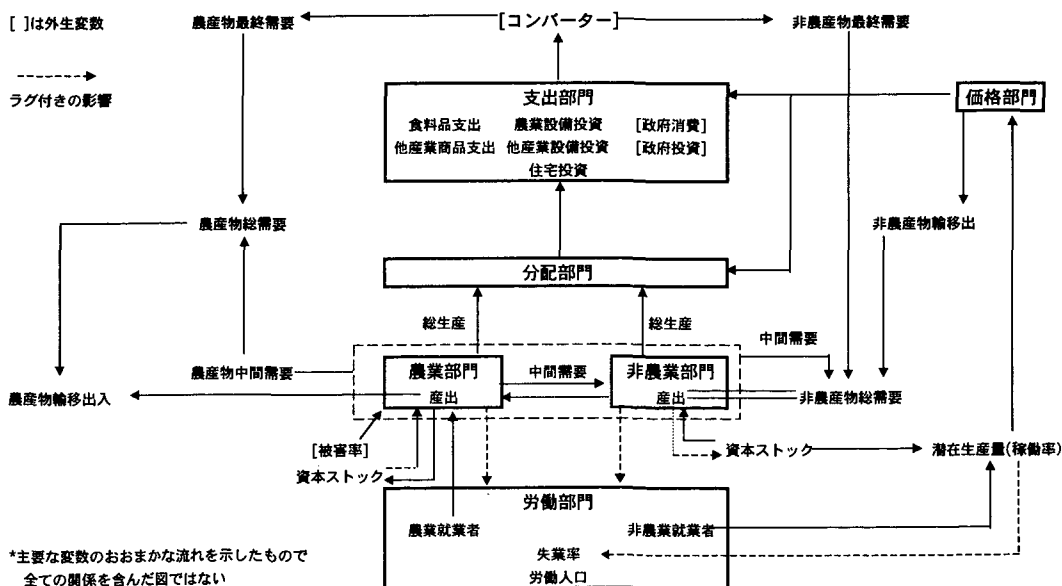 [ ]は外生変数
農産物最終需要
[コンバーター]
非農産物最終需要
ラグ付きの影響
支出部門
食料品支出 農業設備投資 [政府消費]
他産業商品支出 他産業設備投資 [政府投資]
住宅投資
価格部門
農産物総需要
非農産物輸移出
分配部門
総生産
総生産
中間需要
農産物中間需要
農業部門
産出
中間需要
非農業部門
産出
農産物輸移出入
非農産物総需要
[被害率]
資本ストック
資本ストック
潜在生産量(稼働率)
労働部門
農業就業者
非農業就業者
失業率
労働人口
*主要な変数のおおまかな流れを示したもので
全ての関係を含んだ図ではない